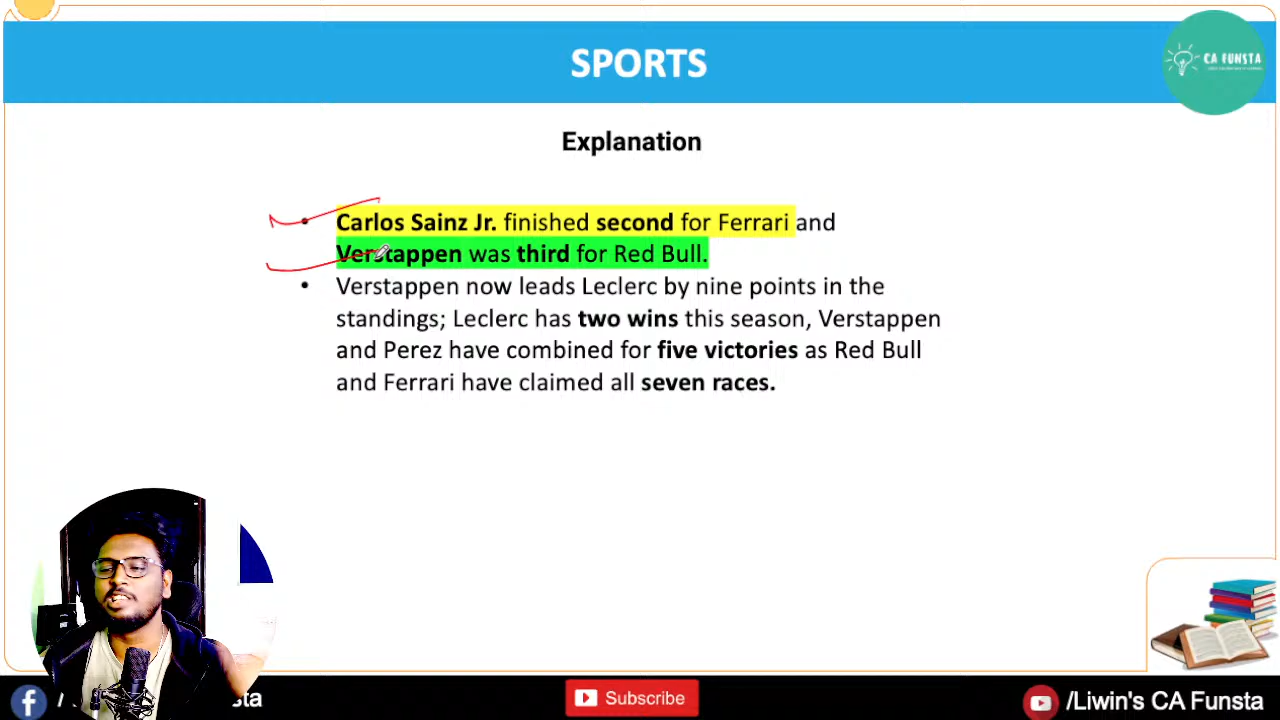 SPORTS
CA FUNSTA
Explanation
• Carlos Sainz Jr. finished second for Ferrari and
Verstappen was third for Red Bull.
• Verstappen now leads Leclerc by nine points in the
standings; Leclerc has two wins this season, Verstappen
and Perez have combined for five victories as Red Bull
and Ferrari have claimed all seven races.
Subscribe
/Liwin's CA Funsta